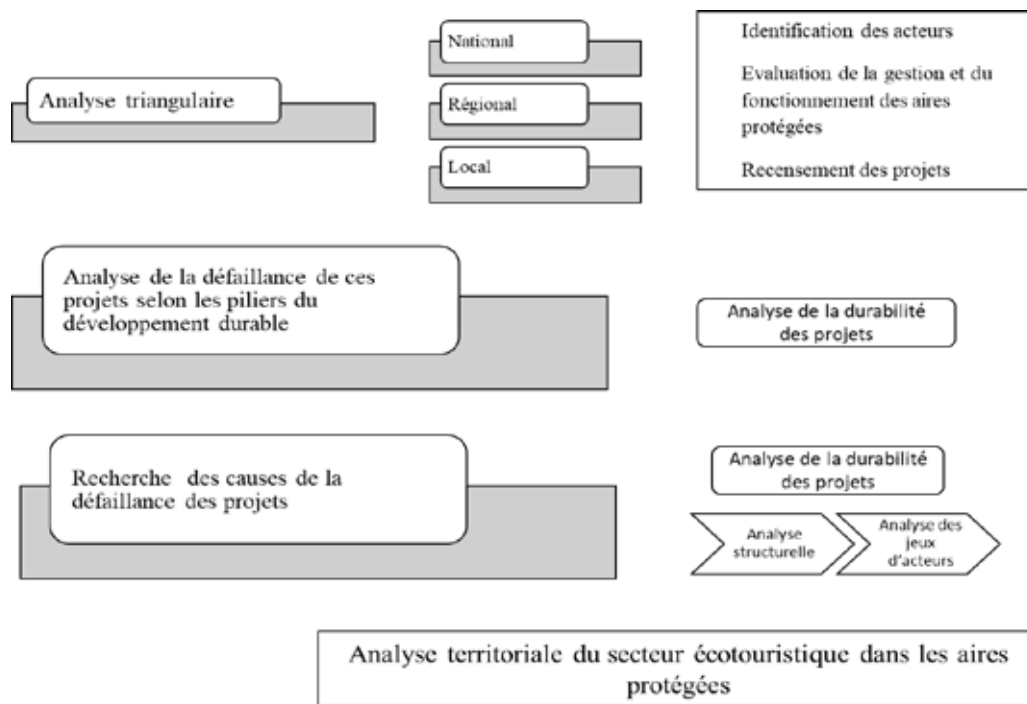 Analyse triangulaire
National
Régional
Local
Identification des acteurs
Evaluation de la gestion et du
fonctionnement des aires
protégées
Recensement des projets
Analyse de la défaillance de ces
projets selon les piliers du
développement durable
Analyse de la durabilité
des projets
Recherche des causes de la
défaillance des projets
Analyse de la durabilité
des projets
Analyse
structurelle
Analyse des
jeux
d'acteurs
Analyse territoriale du secteur écotouristique dans les aires
protégées